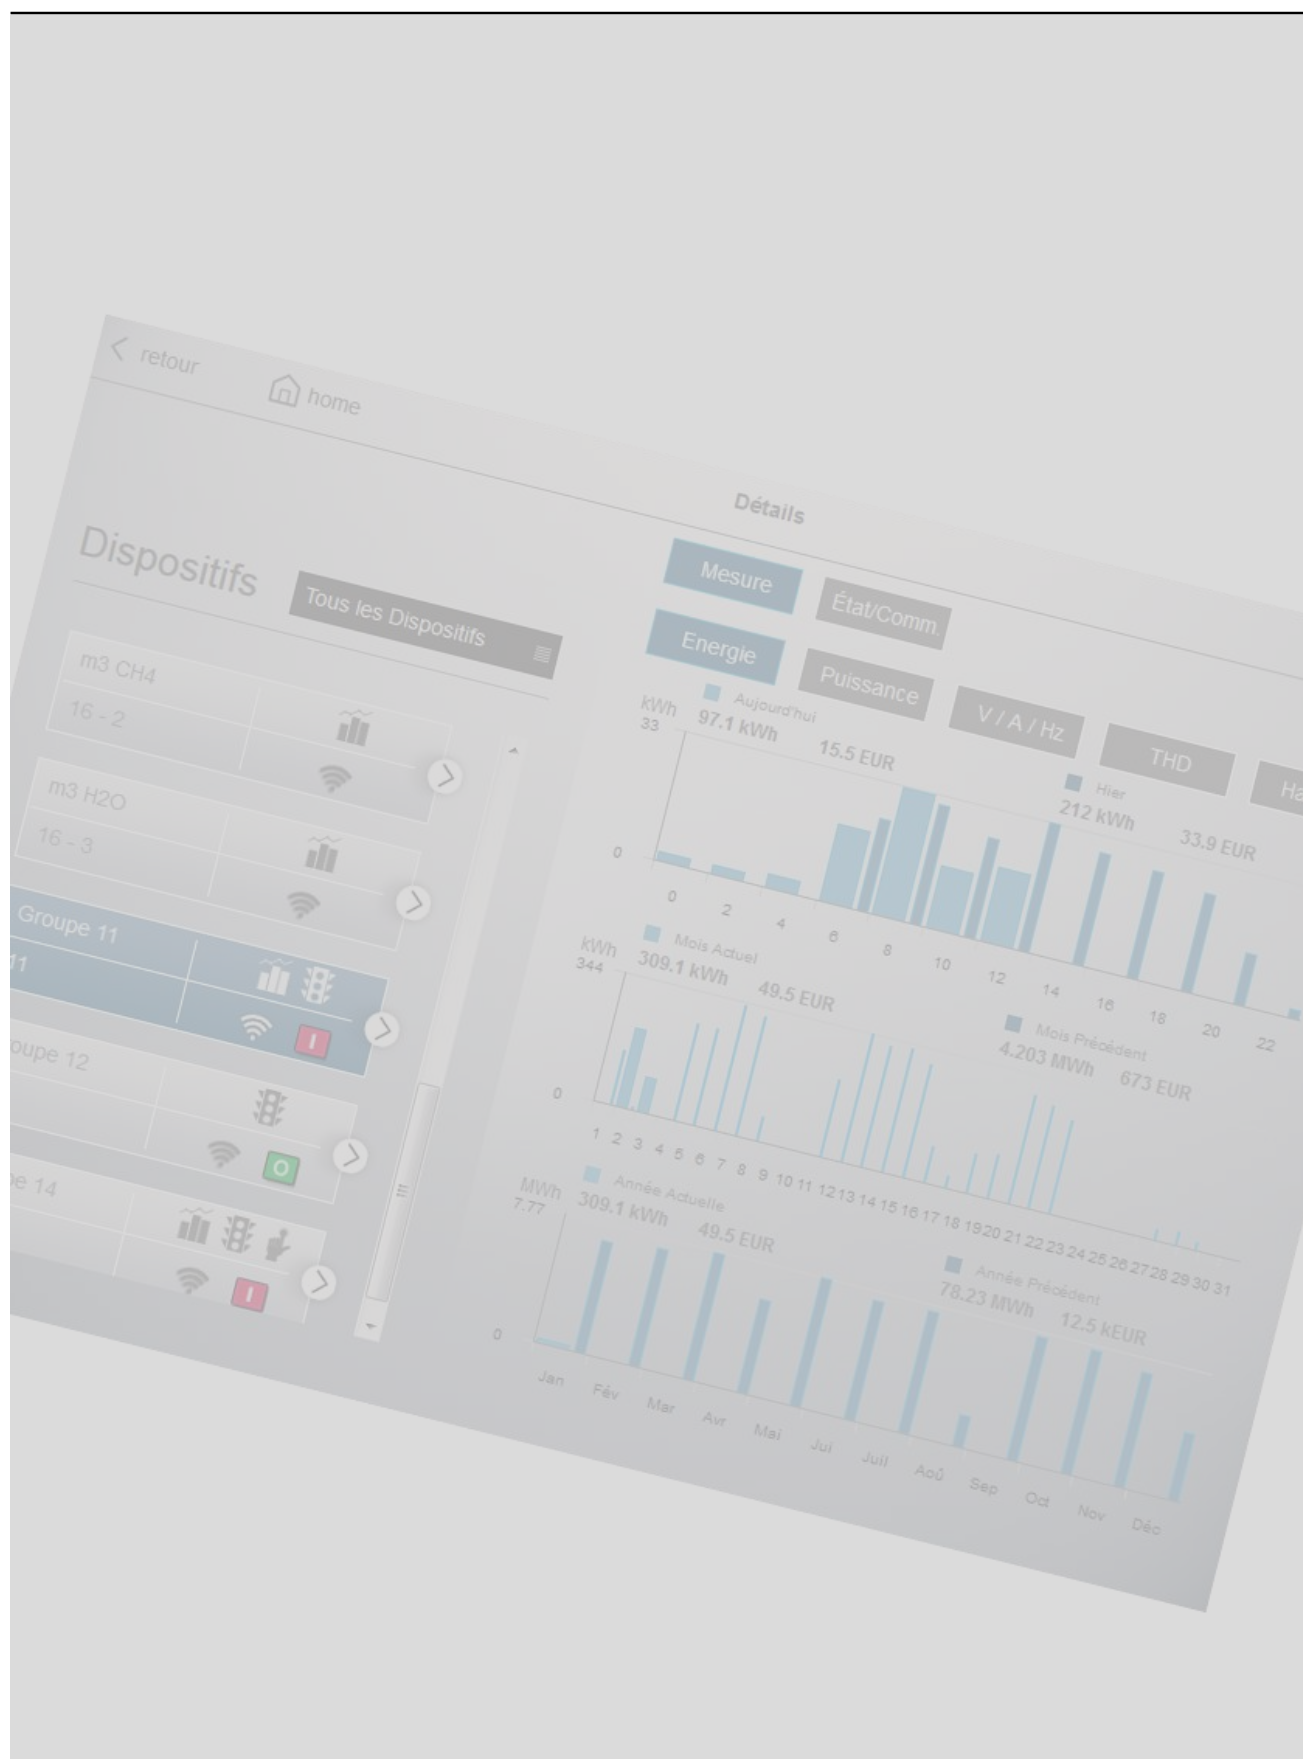 retour
home
Détails
Dispositifs
Tous les Dispositifs
m3 CH4
16 - 2
m3 H2O
16 - 3
Groupe 11
11
oupe 12
pe 14
Mesure
État/Comm.
Energie
Puissance
V / A / Hz
THD
Ha
kWh
Aujourd'hui
33
97.1 kWh 15.5 EUR
Hier
212 kWh 33.9 EUR
0
0 2 4 6 8 10 12 14 16 18 20 22
kWh
Mois Actuel
344
309.1 kWh 49.5 EUR
Mois Précédent
4.203 MWh 673 EUR
0
1 2 3 4 5 6 7 8 9 10 11 12 13 14 15 16 17 18 19 20 21 22 23 24 25 26 27 28 29 30 31
MWh
Année Actuelle
7.77
309.1 kWh 49.5 EUR
Année Précédent
78.23 MWh 12.5 kEUR
0
Jan Fév Mar Avr Mai Jui Juil Aoû Sep Oct Nov Déc